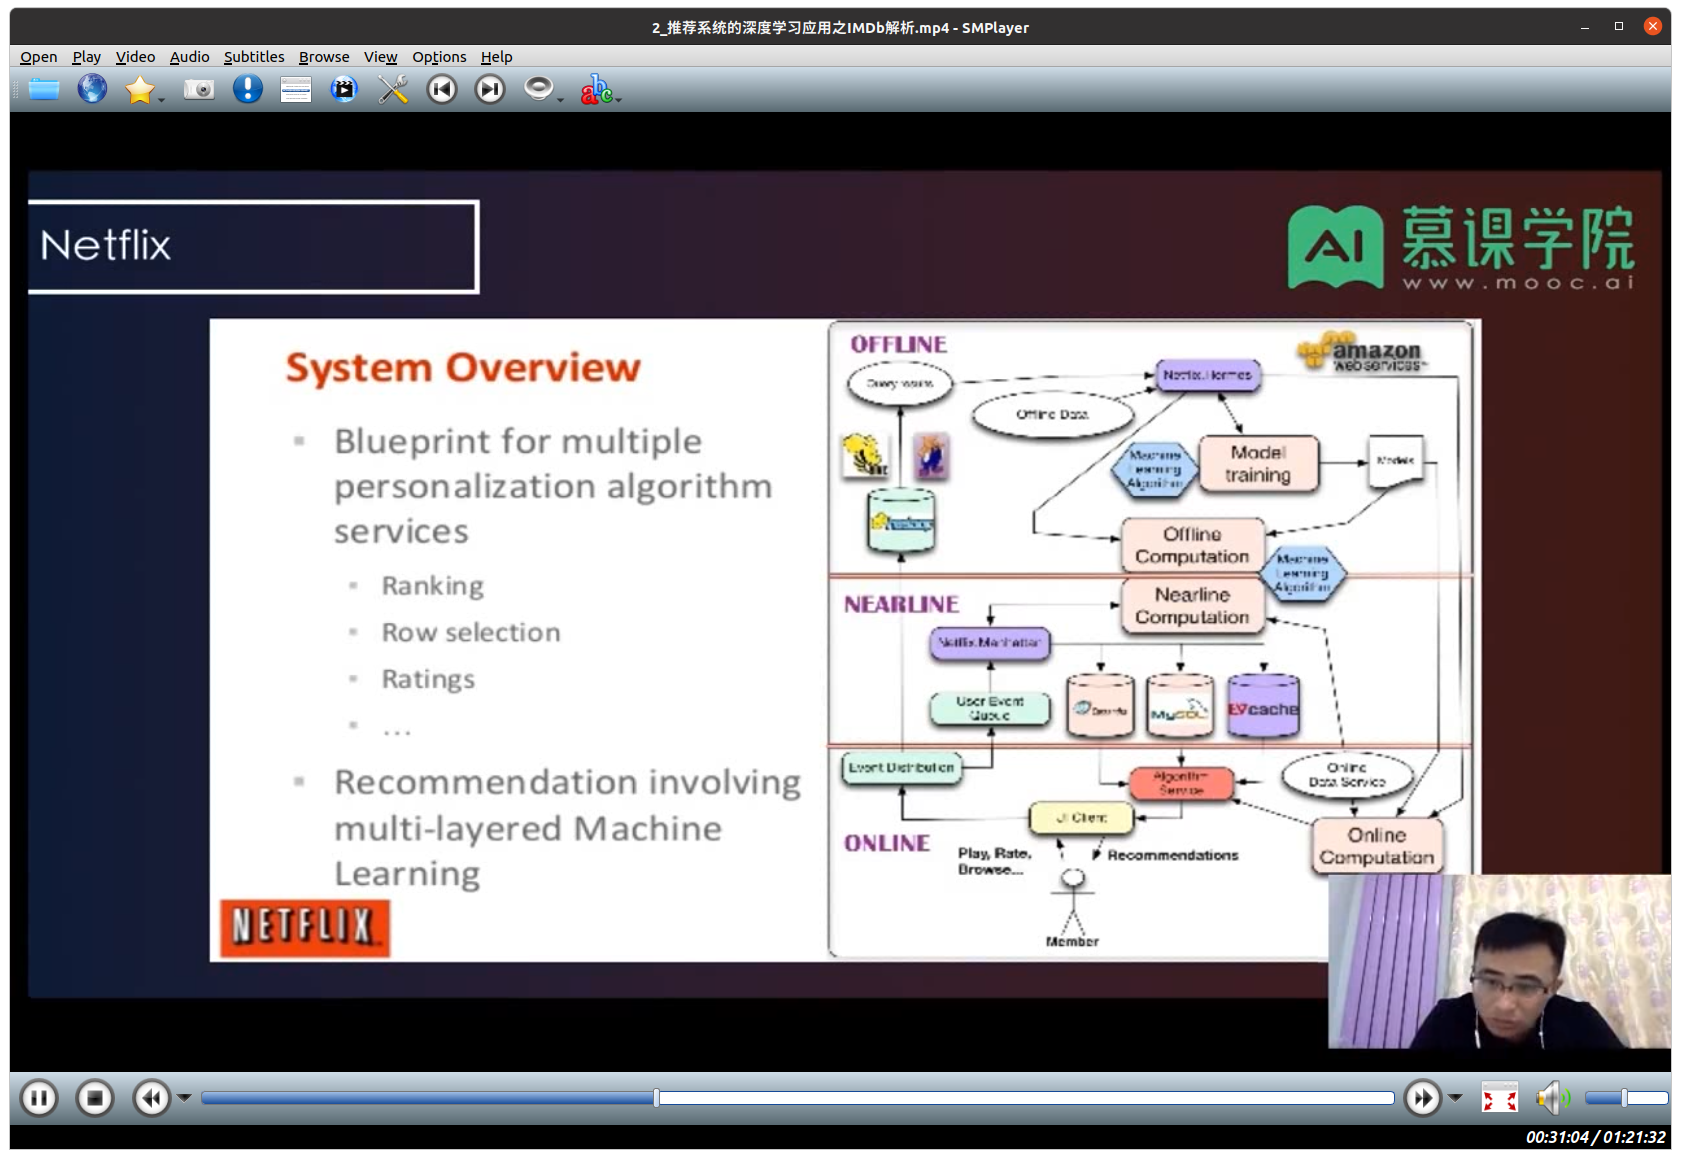 2_推荐系统的深度学习应用之IMDb解析.mp4 - SMPlayer
Open Play Video Audio Subtitles Browse View Options Help
abc
Netflix
AI 慕课学院
www.mooc.ai
System Overview
Blueprint for multiple
personalization algorithm
services
Ranking
Row selection
Ratings
...
Recommendation involving
multi-layered Machine
Learning
NETFLIX
OFFLINE
amazon
webservices™
Query results
Netflix.Hermes
Offline Data
Machine
Learning
Algorithm
Model
training
Models
Offline
Computation
Machine
Learning
Algorithm
NEARLINE
Nearline
Computation
Netflix.Manhattan
User Event
Queue
MySQL
EVcache
Event Distribution
Algorithm
Service
Online
Data Service
UI Client
ONLINE
Play, Rate,
Browse...
Recommendations
Online
Computation
Member
00:31:04 / 01:21:32